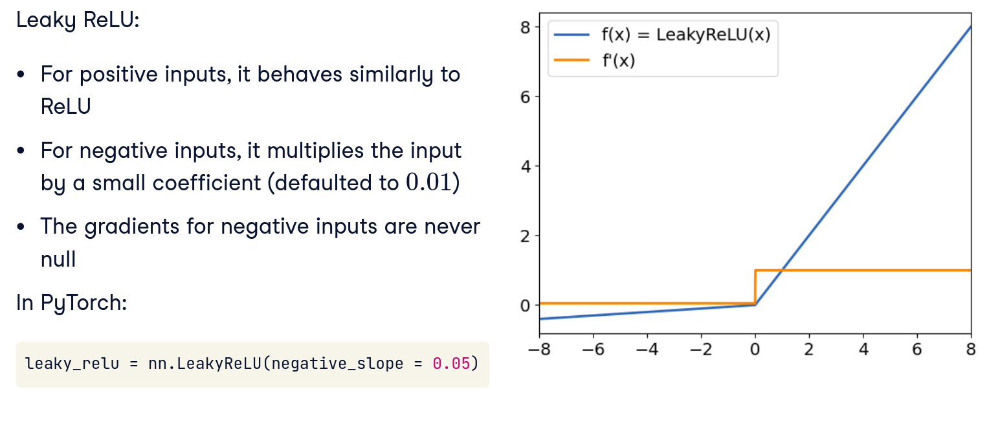 Leaky ReLU:
• For positive inputs, it behaves similarly to
ReLU
• For negative inputs, it multiplies the input
by a small coefficient (defaulted to 0.01)
• The gradients for negative inputs are never
null
In PyTorch:
leaky_relu = nn.LeakyReLU(negative_slope = 0.05)
f(x) = LeakyReLU(x)
f'(x)
8
6
4
2
0
−8 −6 −4 −2 0 2 4 6 8